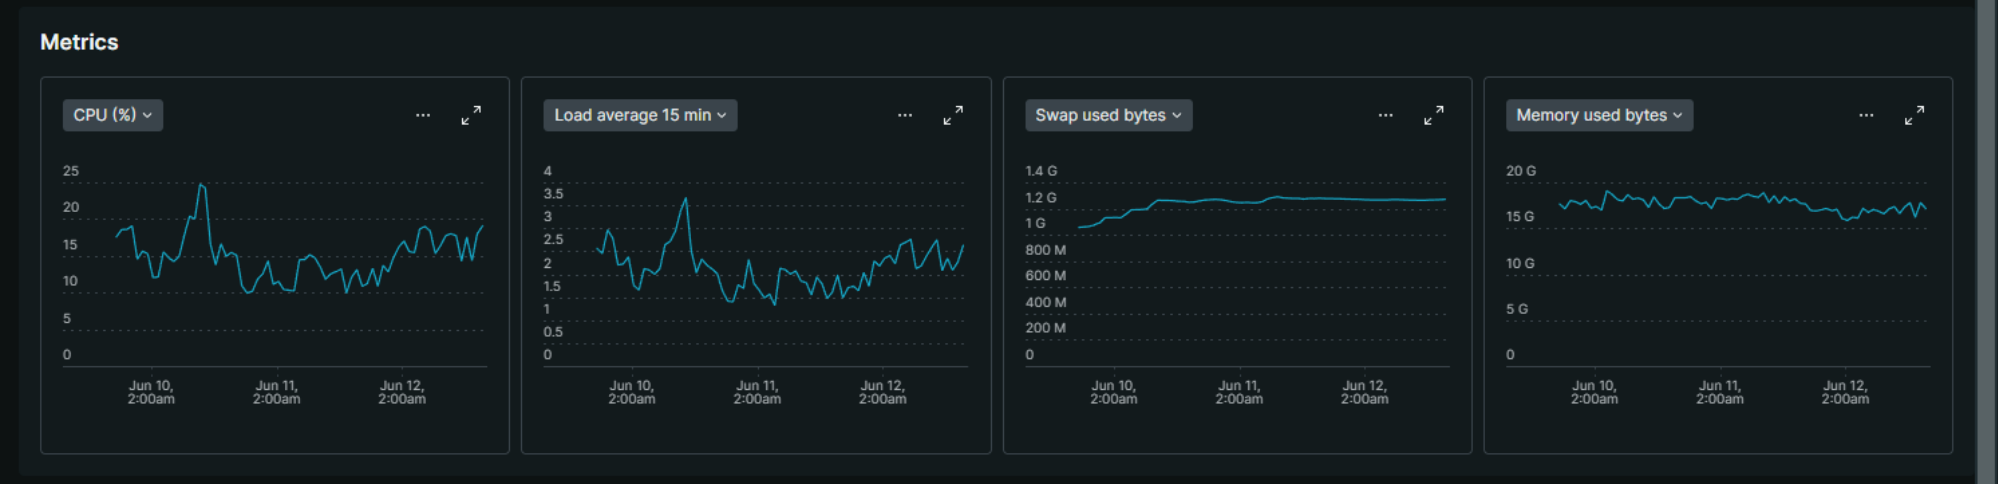 Metrics
CPU (%)
25
20
15
10
5
0
Jun 10,
2:00am
Jun 11,
2:00am
Jun 12,
2:00am
Load average 15 min
4
3.5
3
2.5
2
1.5
1
0.5
0
Jun 10,
2:00am
Jun 11,
2:00am
Jun 12,
2:00am
Swap used bytes
1.4 G
1.2 G
1 G
800 M
600 M
400 M
200 M
0
Jun 10,
2:00am
Jun 11,
2:00am
Jun 12,
2:00am
Memory used bytes
20 G
15 G
10 G
5 G
0
Jun 10,
2:00am
Jun 11,
2:00am
Jun 12,
2:00am